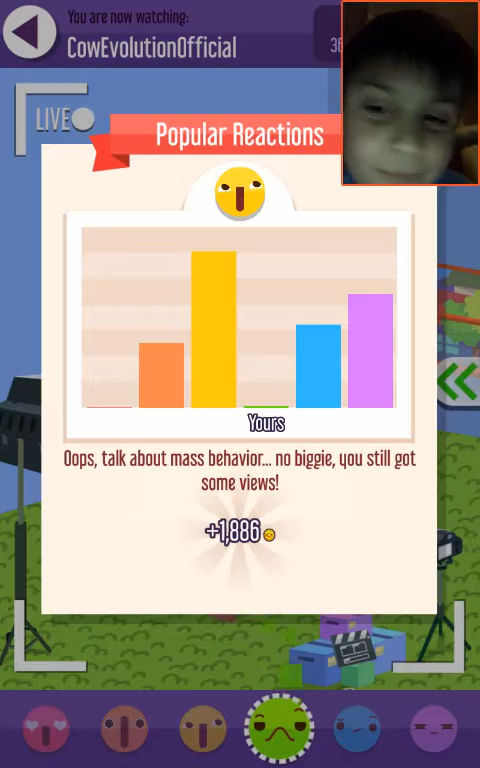 You are now watching:
CowEvolutionOfficial
36
LIVE
Popular Reactions
Yours
Oops, talk about mass behavior... no biggie, you still got
some views!
+1,886